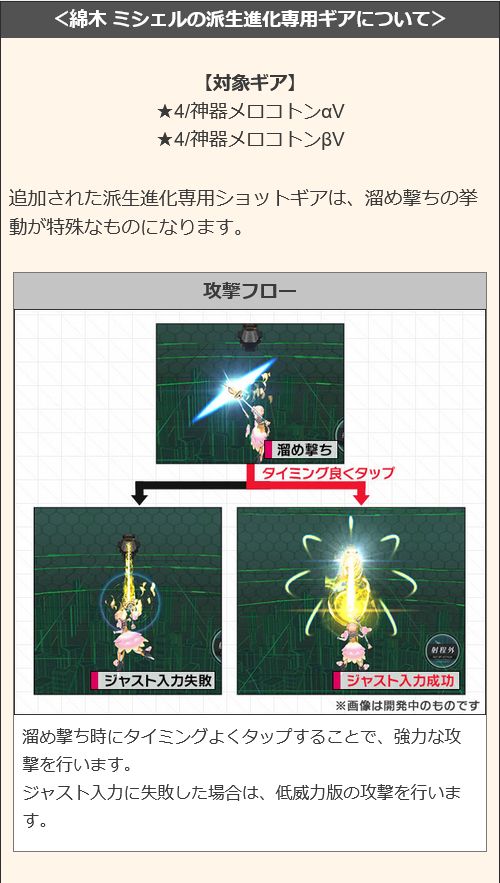 ＜綿木 ミシェルの派生進化専用ギアについて＞
【対象ギア】
★4/神器メロコトンαV
★4/神器メロコトンβV
追加された派生進化専用ショットギアは、溜め撃ちの挙
動が特殊なものになります。
攻撃フロー
溜め撃ち
タイミング良くタップ
ジャスト入力失敗
射程外
ジャスト入力成功
※画像は開発中のものです
溜め撃ち時にタイミングよくタップすることで、強力な攻
撃を行います。
ジャスト入力に失敗した場合は、低威力版の攻撃を行いま
す。